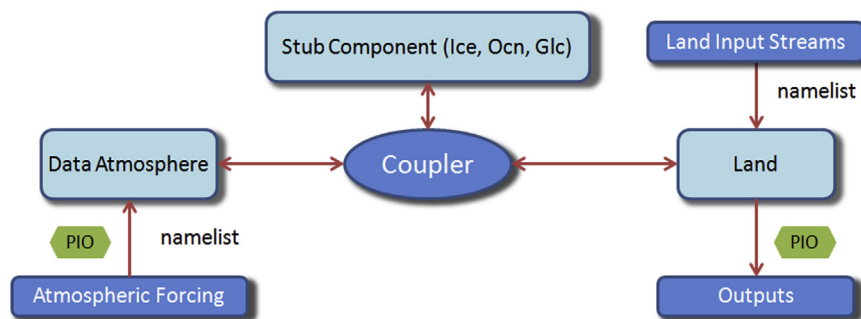 Stub Component (Ice, Ocn, Glc)
Land Input Streams
namelist
Data Atmosphere
Coupler
Land
PIO
namelist
PIO
Atmospheric Forcing
Outputs